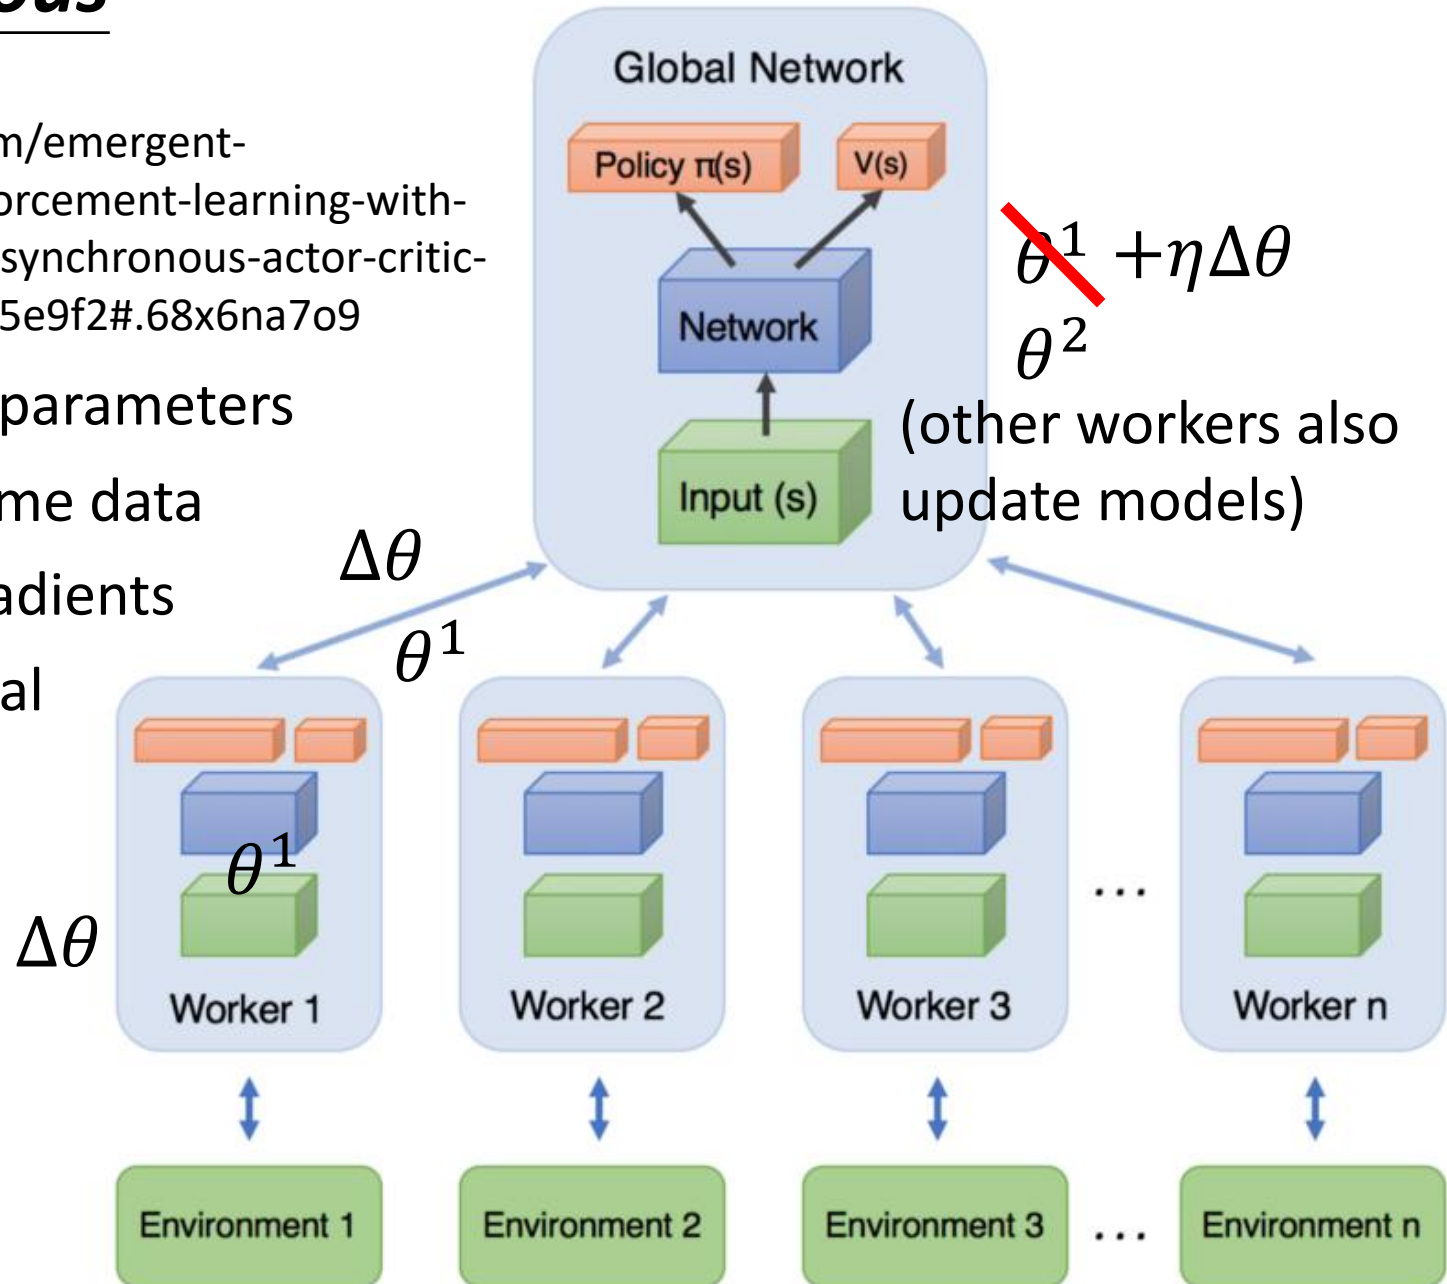 ous
m/emergent-
orcement-learning-with-
synchronous-actor-critic-
5e9f2#.68x6na7o9
parameters
me data
adients
al
Global Network
Policy π(s)
V(s)
Network
Input (s)
θ¹ +ηΔθ
θ²
(other workers also
update models)
Δθ
θ¹
θ¹
Δθ
Worker 1
Worker 2
Worker 3
...
Worker n
Environment 1
Environment 2
Environment 3
...
Environment n